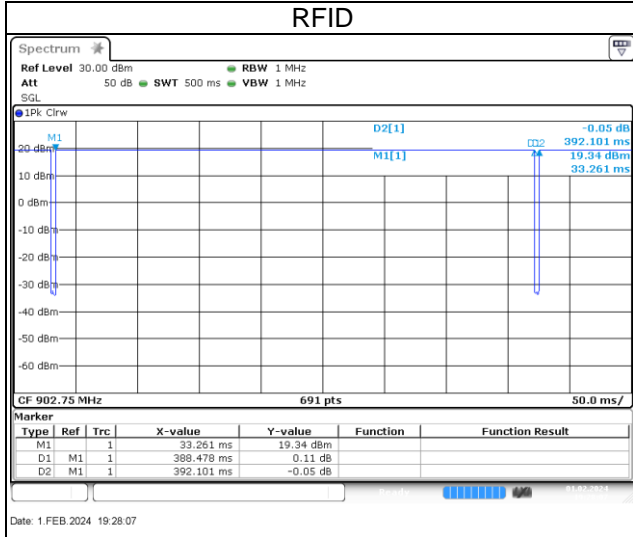 RFID
Spectrum
Ref Level 30.00 dBm RBW 1 MHz
Att 50 dB SWT 500 ms VBW 1 MHz
SGL
1Pk Clrw
D2[1] -0.05 dB
392.101 ms
M1[1] 19.34 dBm
33.261 ms
M1
20 dBm
10 dBm
0 dBm
-10 dBm
-20 dBm
-30 dBm
-40 dBm
-50 dBm
-60 dBm
CF 902.75 MHz 691 pts 50.0 ms/
Marker
Type Ref Trc X-value Y-value Function Function Result
M1 1 33.261 ms 19.34 dBm
D1 M1 1 388.478 ms 0.11 dB
D2 M1 1 392.101 ms -0.05 dB
Ready 01.02.2024
Date: 1.FEB.2024 19:28:07